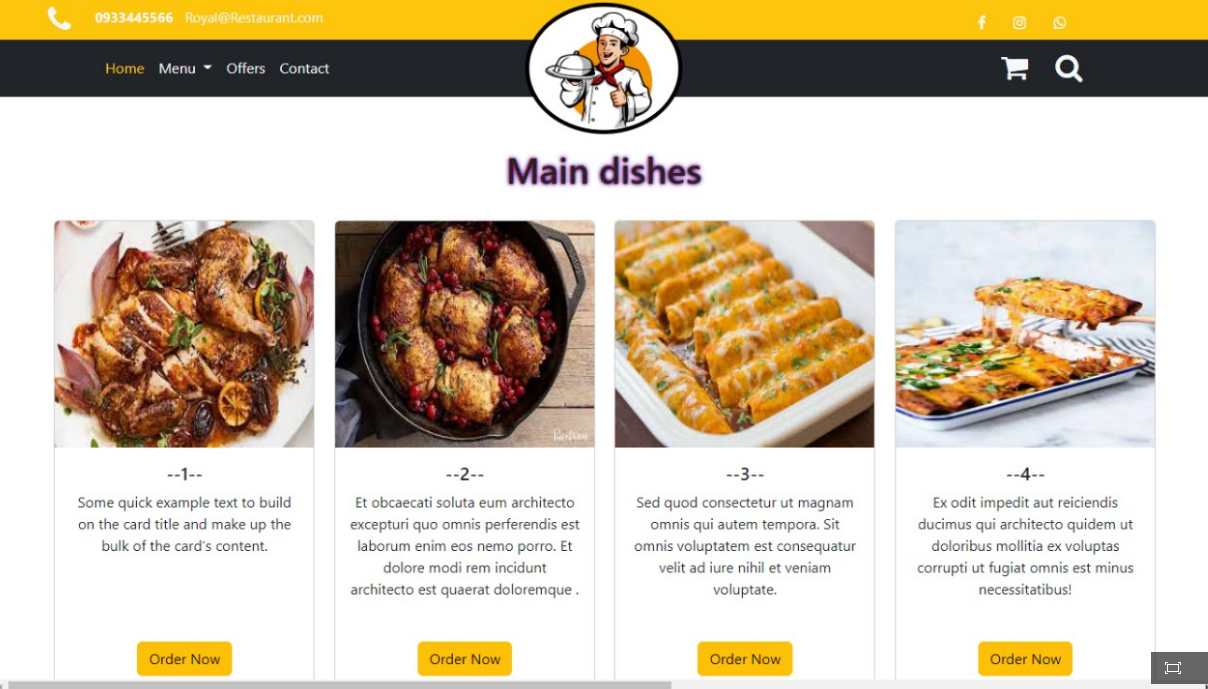 0933445566 Royal@Restaurant.com
Home Menu Offers Contact
Main dishes
--1--
Some quick example text to build
on the card title and make up the
bulk of the card's content.
Order Now
--2--
Et obcaecati soluta eum architecto
excepturi quo omnis perferendis est
laborum enim eos nemo porro. Et
dolore modi rem incidunt
architecto est quaerat doloremque .
Order Now
--3--
Sed quod consectetur ut magnam
omnis qui autem tempora. Sit
omnis voluptatem est consequatur
velit ad iure nihil et veniam
voluptate.
Order Now
--4--
Ex odit impedit aut reiciendis
ducimus qui architecto quidem ut
doloribus mollitia ex voluptas
corrupti ut fugiat omnis est minus
necessitatibus!
Order Now